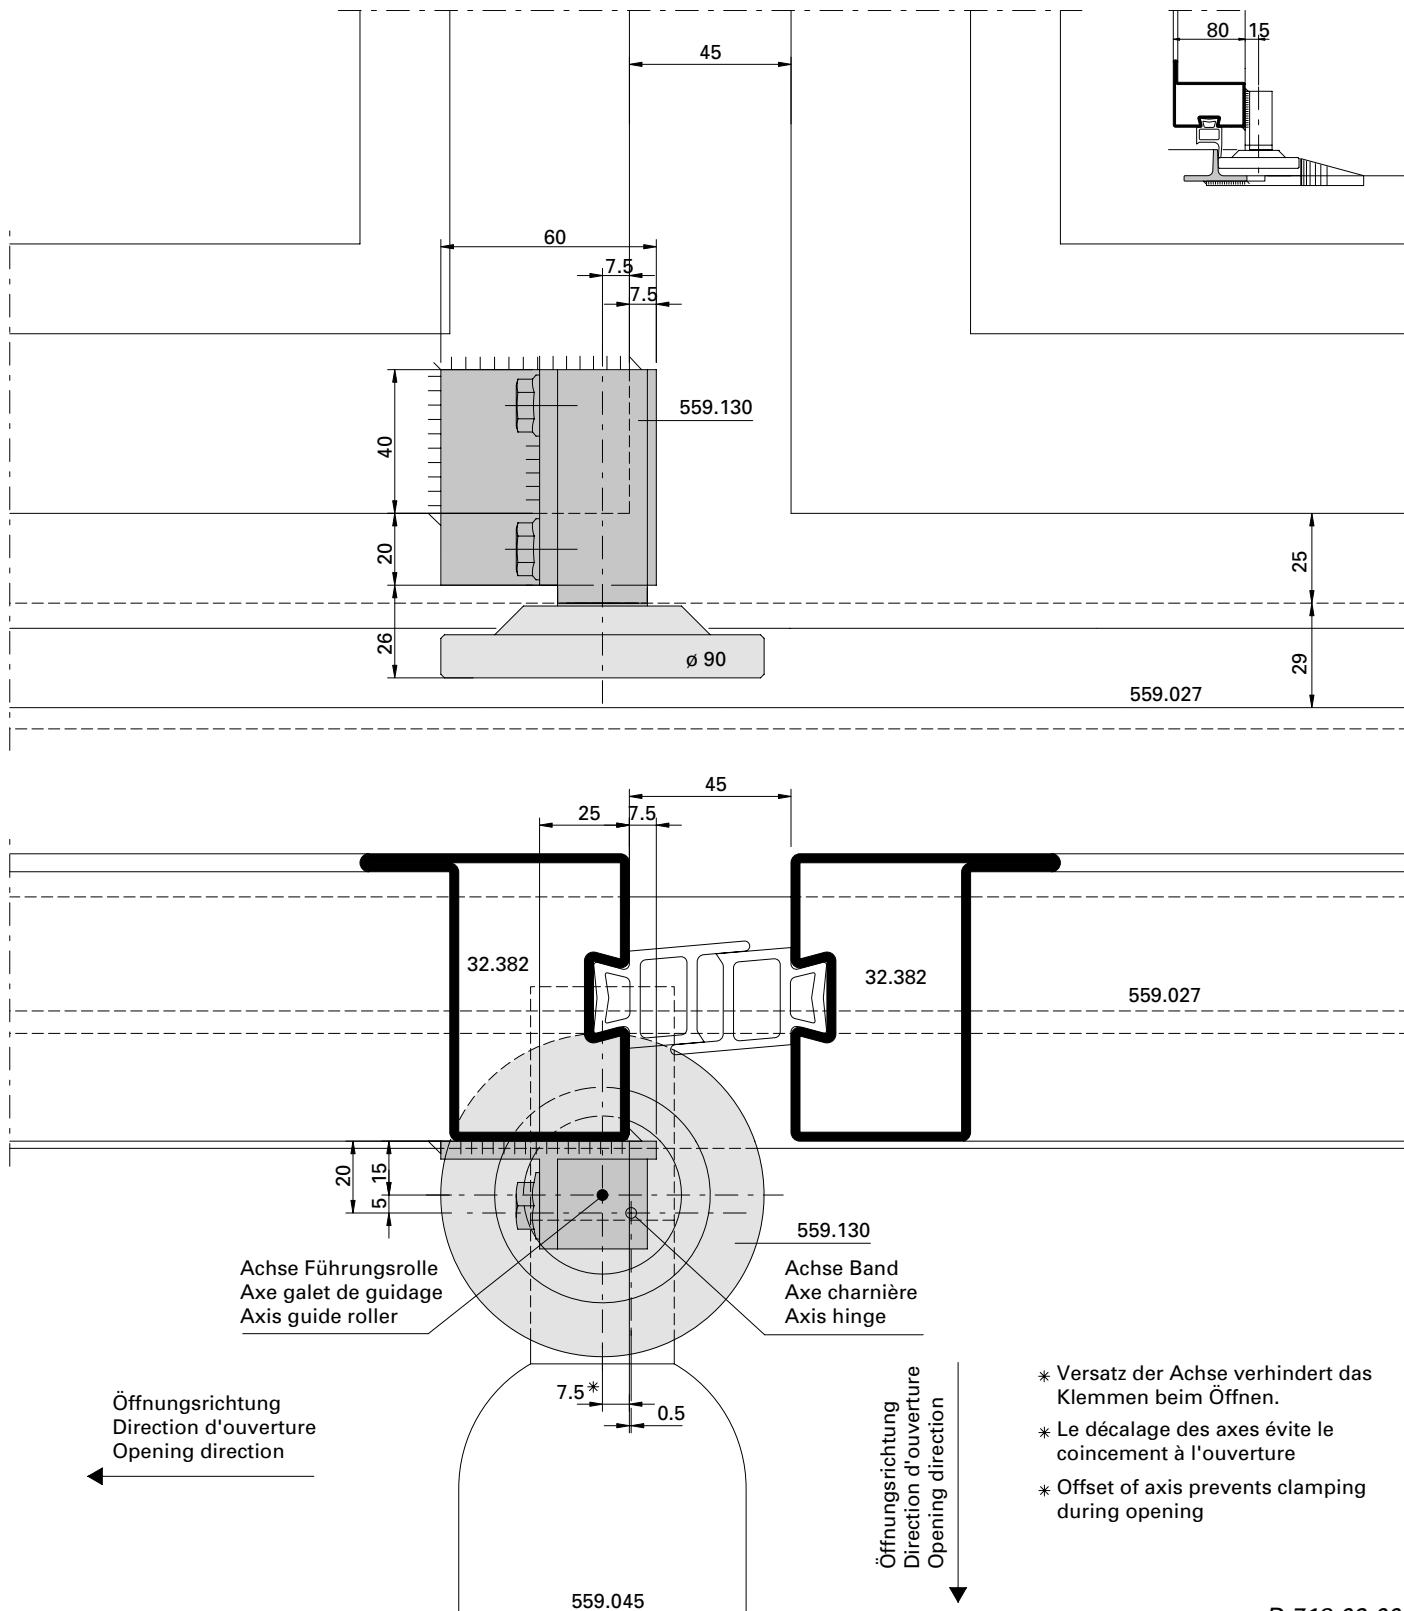 80
15
45
60
7.5
7.5
559.130
40
20
26
25
29
ø 90
559.027
45
25
7.5
32.382
32.382
559.027
20
15
5
559.130
Achse Führungsrolle
Axe galet de guidage
Axis guide roller
Achse Band
Axe charnière
Axis hinge
7.5*
0.5
Öffnungsrichtung
Direction d'ouverture
Opening direction
Öffnungsrichtung
Direction d'ouverture
Opening direction
* Versatz der Achse verhindert das
Klemmen beim Öffnen.
* Le décalage des axes évite le
coincement à l'ouverture
* Offset of axis prevents clamping
during opening
559.045